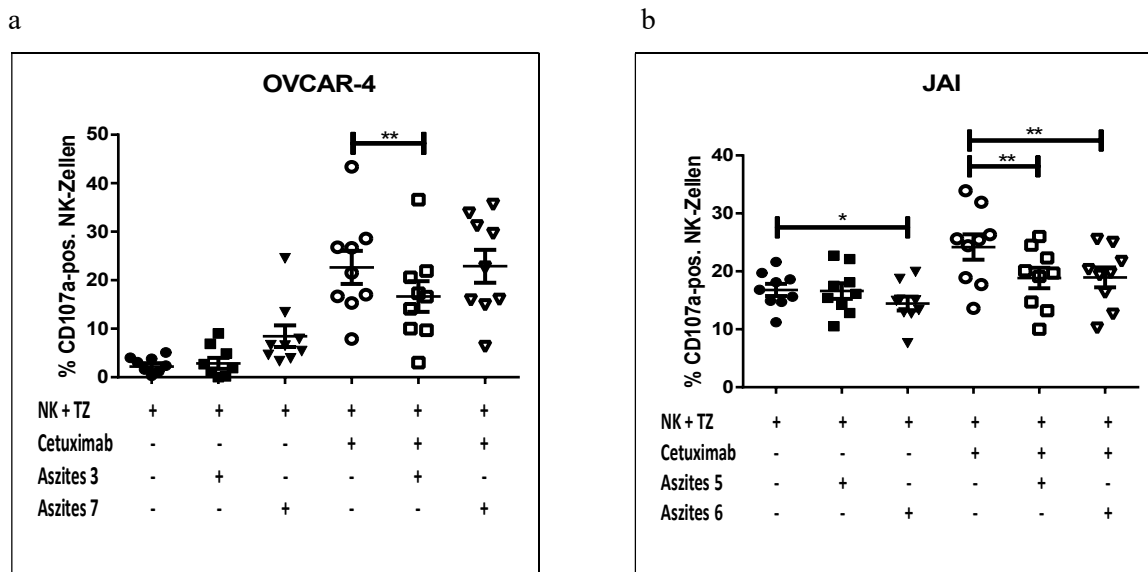 a
OVCAR-4
% CD107a-pos. NK-Zellen
50
40
30
20
10
0
**
NK + TZ + + + + + +
Cetuximab - - - + + +
Aszites 3 - + - - + -
Aszites 7 - - + - - +
b
JAI
% CD107a-pos. NK-Zellen
40
30
20
10
0
*
**
**
NK + TZ + + + + + +
Cetuximab - - - + + +
Aszites 5 - + - - + -
Aszites 6 - - + - - +